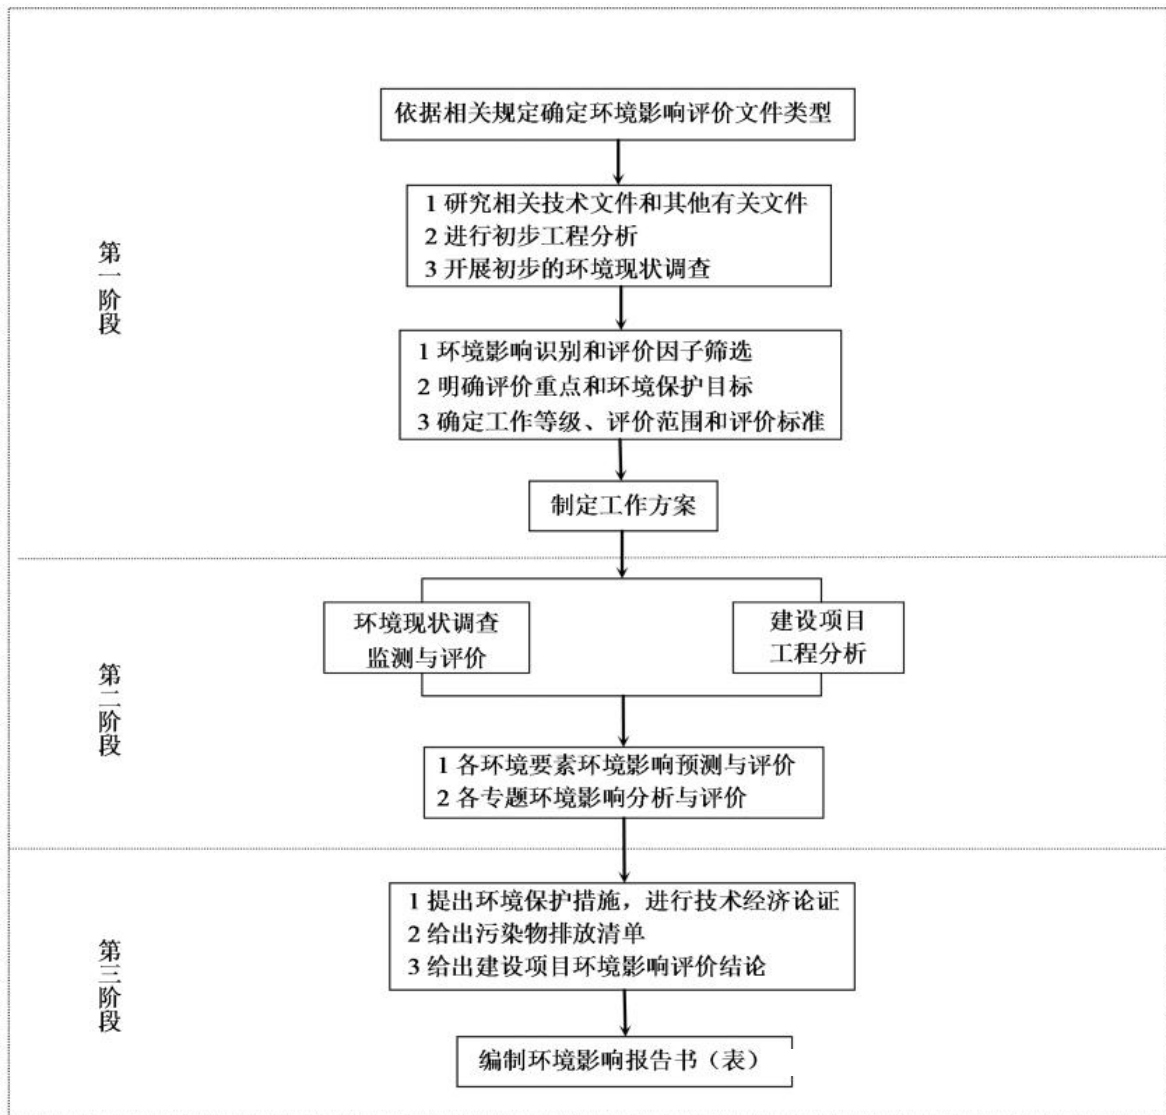 依据相关规定确定环境影响评价文件类型
1 研究相关技术文件和其他有关文件
2 进行初步工程分析
3 开展初步的环境现状调查
第一阶段
1 环境影响识别和评价因子筛选
2 明确评价重点和环境保护目标
3 确定工作等级、评价范围和评价标准
制定工作方案
环境现状调查
监测与评价
建设项目
工程分析
第二阶段
1 各环境要素环境影响预测与评价
2 各专题环境影响分析与评价
1 提出环境保护措施，进行技术经济论证
2 给出污染物排放清单
3 给出建设项目环境影响评价结论
第三阶段
编制环境影响报告书（表）